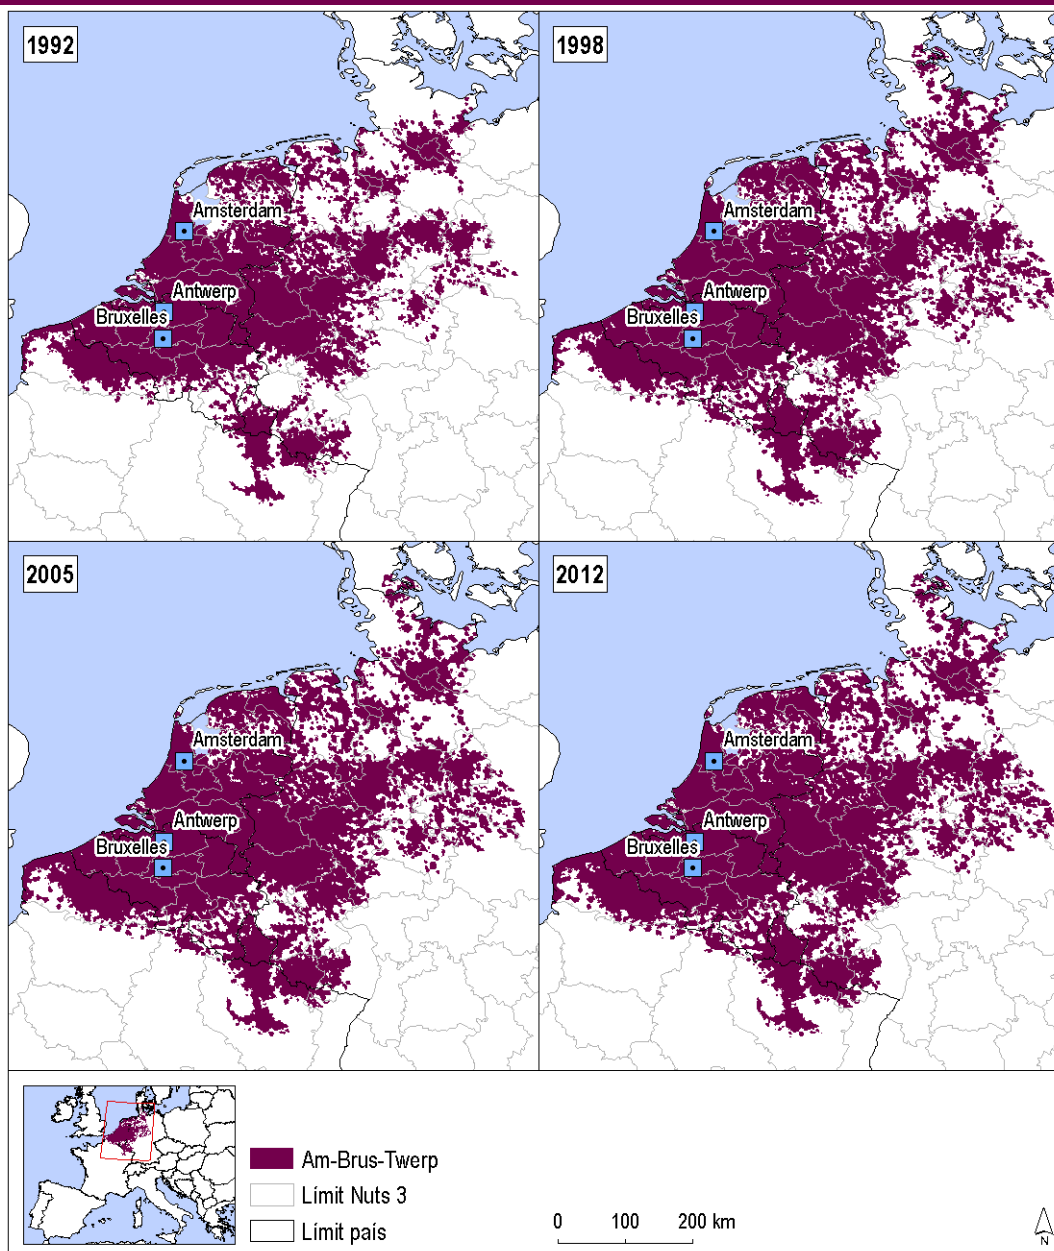 1992
Amsterdam
Antwerp
Bruxelles
1998
Amsterdam
Antwerp
Bruxelles
2005
Amsterdam
Antwerp
Bruxelles
2012
Amsterdam
Antwerp
Bruxelles
Am-Brus-Twerp
Límit Nuts 3
Límit país
0 100 200 km
N